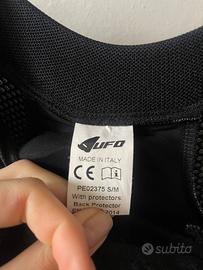 UFO
MADE IN ITALY
CE
PE02375 S/M
With protectors
Back Protector
2014
subito